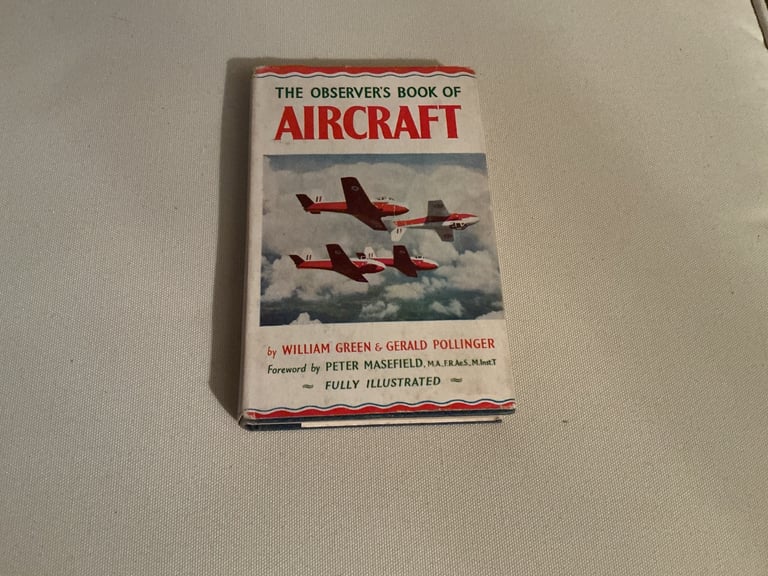 THE OBSERVER'S BOOK OF
AIRCRAFT
by WILLIAM GREEN & GERALD POLLINGER
Foreword by PETER MASEFIELD, M.A., F.R.Ae.S., M.Inst.T
~ FULLY ILLUSTRATED ~